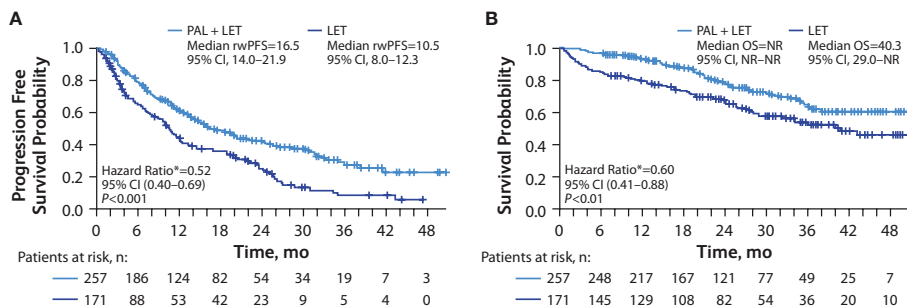 A
PAL + LET
Median rwPFS=16.5
95% CI, 14.0–21.9
LET
Median rwPFS=10.5
95% CI, 8.0–12.3
Progression Free
Survival Probability
1.0
0.8
0.6
0.4
0.2
0.0
Hazard Ratio*=0.52
95% CI (0.40–0.69)
P<0.001
0 6 12 18 24 30 36 42 48
Time, mo
Patients at risk, n:
257 186 124 82 54 34 19 7 3
171 88 53 42 23 9 5 4 0
B
PAL + LET
Median OS=NR
95% CI, NR–NR
LET
Median OS=40.3
95% CI, 29.0–NR
Survival Probability
1.0
0.8
0.6
0.4
0.2
0.0
Hazard Ratio*=0.60
95% CI (0.41–0.88)
P<0.01
0 6 12 18 24 30 36 42 48
Time, mo
Patients at risk, n:
257 248 217 167 121 77 49 25 7
171 145 129 108 82 54 36 20 10